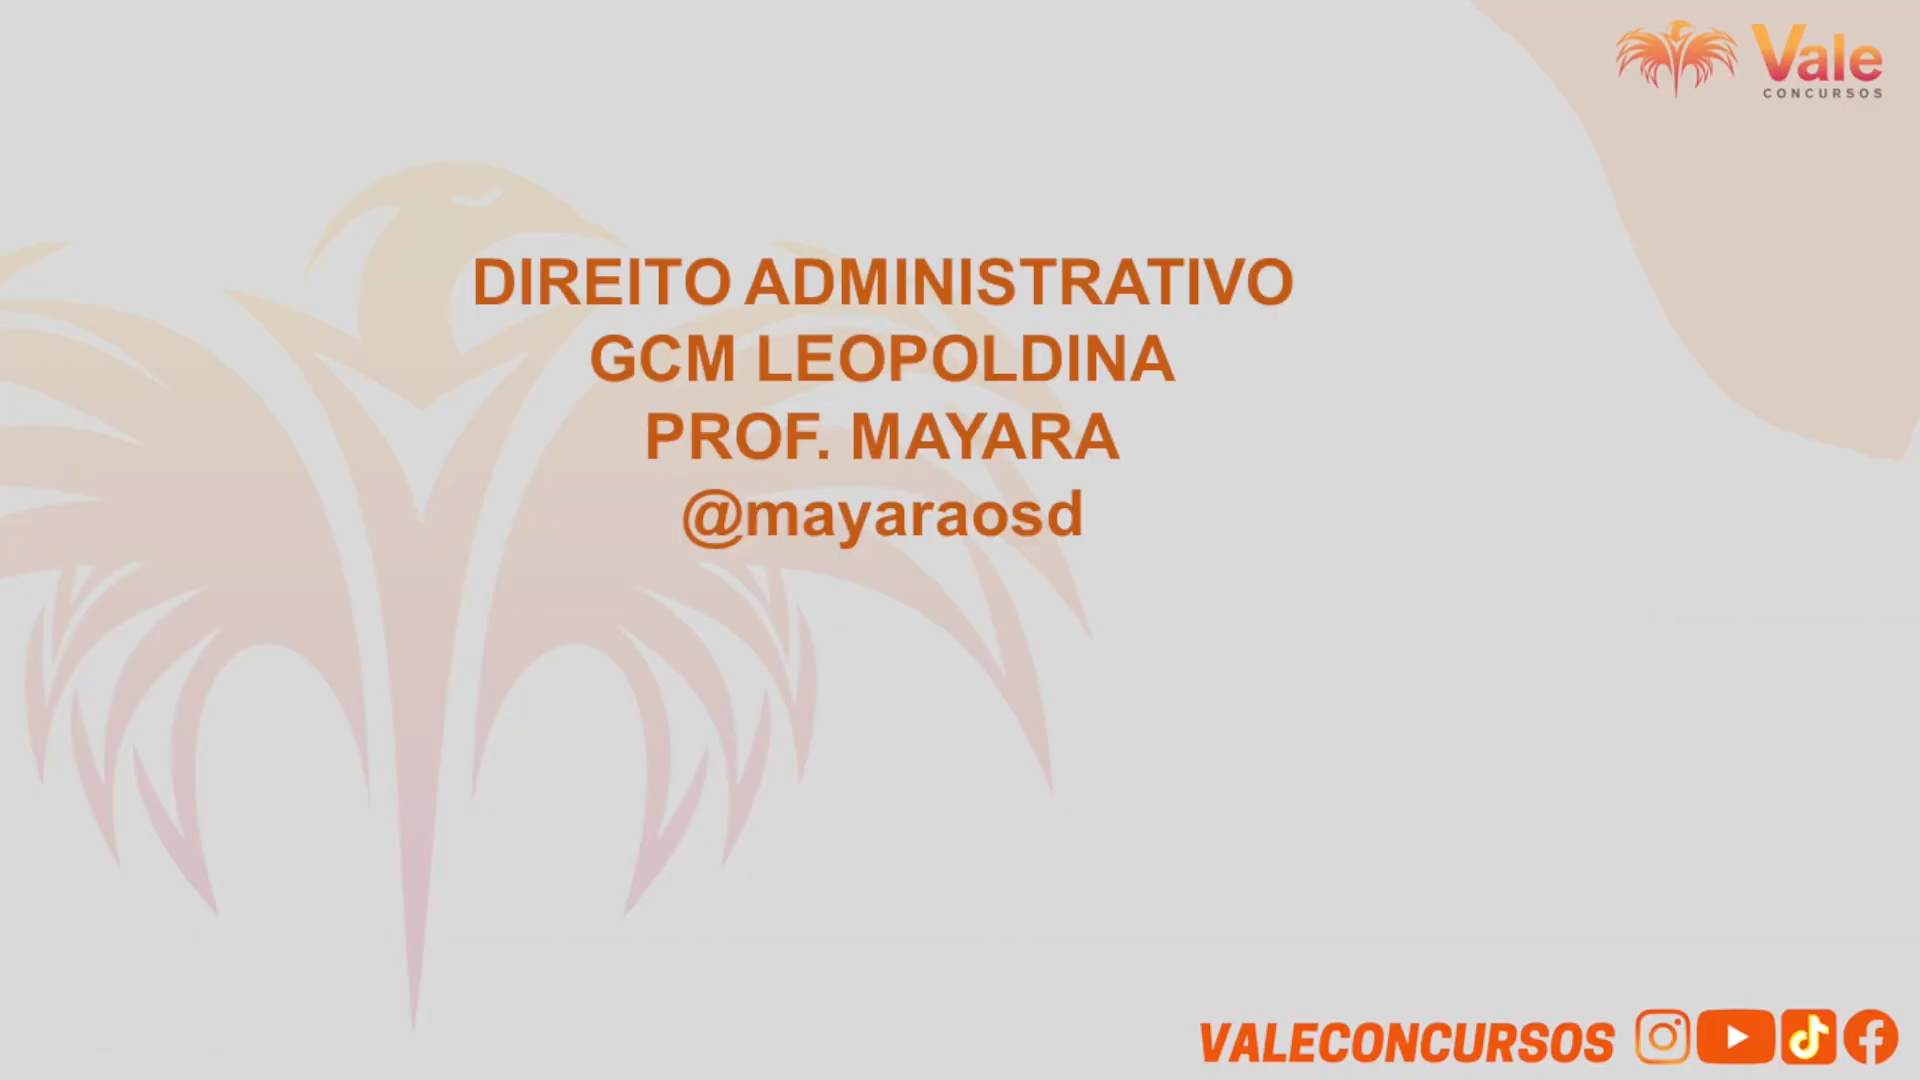 Vale
CONCURSOS
DIREITO ADMINISTRATIVO
GCM LEOPOLDINA
PROF. MAYARA
@mayaraosd
VALECONCURSOS